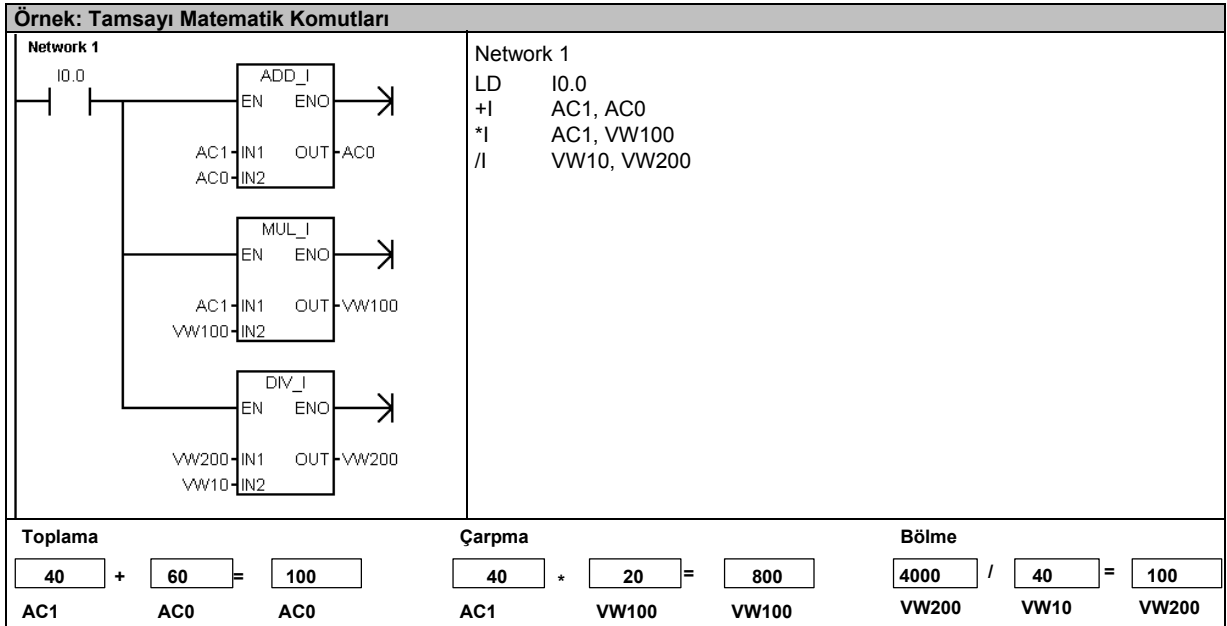 Örnek: Tamsayı Matematik Komutları
Network 1
I0.0
ADD_I
EN ENO
AC1 IN1 OUT AC0
AC0 IN2
MUL_I
EN ENO
AC1 IN1 OUT VW100
VW100 IN2
DIV_I
EN ENO
VW200 IN1 OUT VW200
VW10 IN2
Network 1
LD I0.0
+I AC1, AC0
*I AC1, VW100
/I VW10, VW200
Toplama
40 + 60 = 100
AC1 AC0 AC0
Çarpma
40 * 20 = 800
AC1 VW100 VW100
Bölme
4000 / 40 = 100
VW200 VW10 VW200